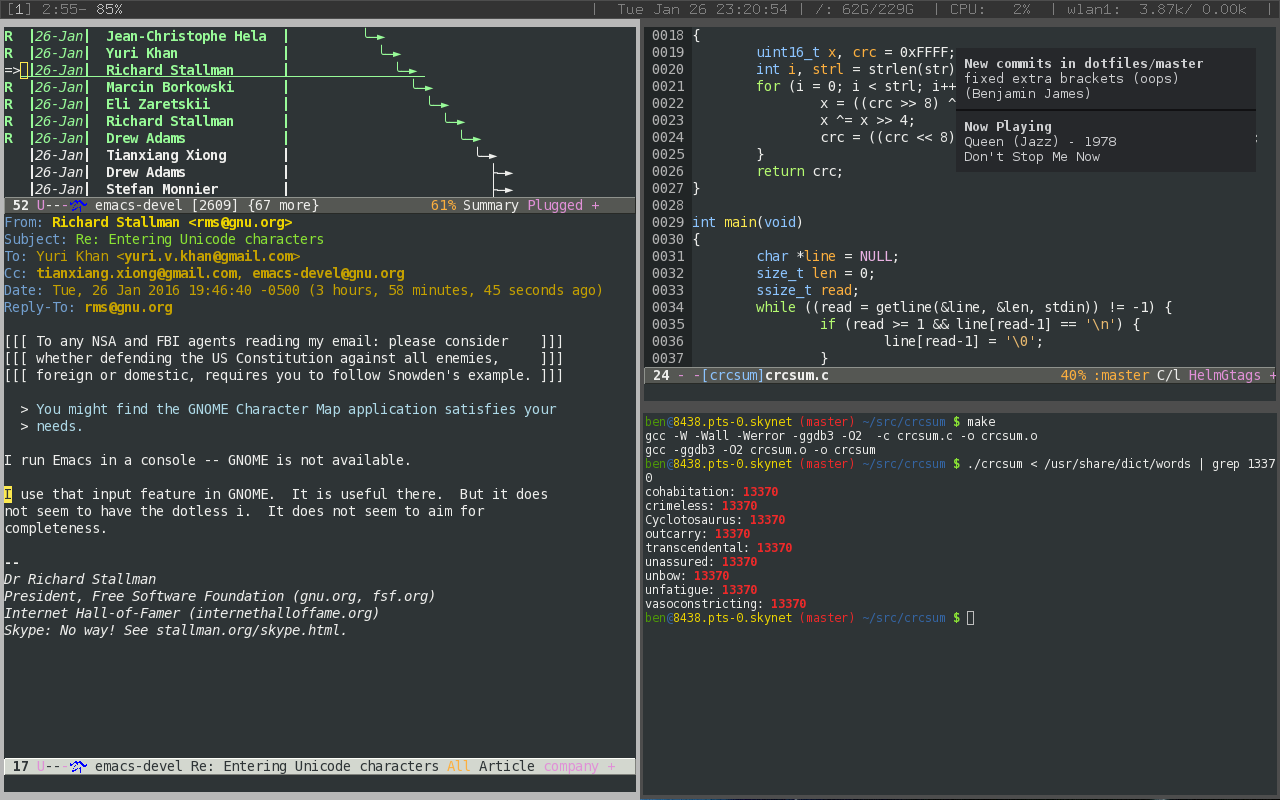 [1] 2:55- 85% | Tue Jan 26 23:20:54 | /: 62G/229G | CPU: 2% | wlan1: 3.87k/ 0.00k |
R |26-Jan| Jean-Christophe Hela |
R |26-Jan| Yuri Khan |
=> |26-Jan| Richard Stallman
R |26-Jan| Marcin Borkowski |
R |26-Jan| Eli Zaretskii |
R |26-Jan| Richard Stallman |
R |26-Jan| Drew Adams |
|26-Jan| Tianxiang Xiong |
|26-Jan| Drew Adams |
|26-Jan| Stefan Monnier |
52 U--- emacs-devel [2609] {67 more} 61% Summary Plugged +
From: Richard Stallman <rms@gnu.org>
Subject: Re: Entering Unicode characters
To: Yuri Khan <yuri.v.khan@gmail.com>
Cc: tianxiang.xiong@gmail.com, emacs-devel@gnu.org
Date: Tue, 26 Jan 2016 19:46:40 -0500 (3 hours, 58 minutes, 45 seconds ago)
Reply-To: rms@gnu.org
[[[ To any NSA and FBI agents reading my email: please consider ]]]
[[[ whether defending the US Constitution against all enemies, ]]]
[[[ foreign or domestic, requires you to follow Snowden's example. ]]]
> You might find the GNOME Character Map application satisfies your
> needs.
I run Emacs in a console -- GNOME is not available.
I use that input feature in GNOME. It is useful there. But it does
not seem to have the dotless i. It does not seem to aim for
completeness.
--
Dr Richard Stallman
President, Free Software Foundation (gnu.org, fsf.org)
Internet Hall-of-Famer (internethalloffame.org)
Skype: No way! See stallman.org/skype.html.
17 U--- emacs-devel Re: Entering Unicode characters All Article company +
0018 {
0019 uint16_t x, crc = 0xFFFF;
0020 int i, strl = strlen(str)
0021 for (i = 0; i < strl; i++
0022 x = ((crc >> 8) ^
0023 x ^= x >> 4;
0024 crc = ((crc << 8) ;
0025 }
0026 return crc;
0027 }
0028
0029 int main(void)
0030 {
0031 char *line = NULL;
0032 size_t len = 0;
0033 ssize_t read;
0034 while ((read = getline(&line, &len, stdin)) != -1) {
0035 if (read >= 1 && line[read-1] == '\n') {
0036 line[read-1] = '\0';
0037 }
24 - -[crcsum]crcsum.c 40% :master C/l HelmGtags +
New commits in dotfiles/master
fixed extra brackets (oops)
(Benjamin James)
Now Playing
Queen (Jazz) - 1978
Don't Stop Me Now
ben@8438.pts-0.skynet (master) ~/src/crcsum $ make
gcc -W -Wall -Werror -ggdb3 -O2 -c crcsum.c -o crcsum.o
gcc -ggdb3 -O2 crcsum.o -o crcsum
ben@8438.pts-0.skynet (master) ~/src/crcsum $ ./crcsum < /usr/share/dict/words | grep 1337
0
cohabitation: 13370
crimeless: 13370
Cyclotosaurus: 13370
outcarry: 13370
transcendental: 13370
unassured: 13370
unbow: 13370
unfatigue: 13370
vasoconstricting: 13370
ben@8438.pts-0.skynet (master) ~/src/crcsum $